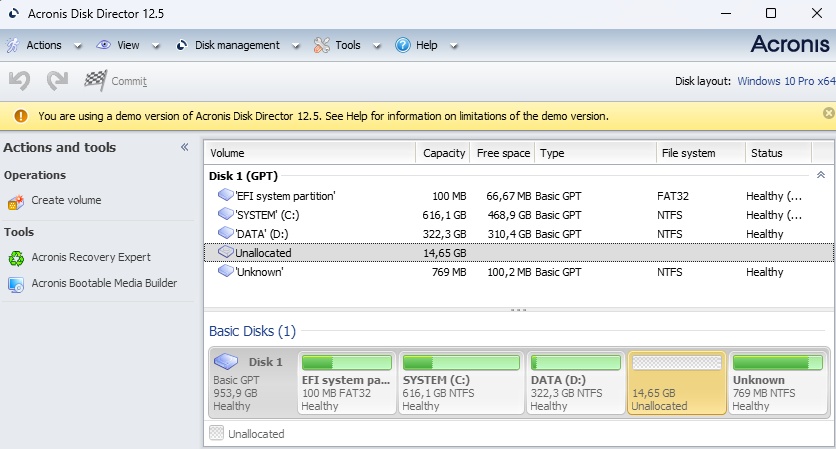 Acronis Disk Director 12.5
Actions View Disk management Tools Help Acronis
Commit Disk layout: Windows 10 Pro x64
You are using a demo version of Acronis Disk Director 12.5. See Help for information on limitations of the demo version.
Actions and tools
Operations
Create volume
Tools
Acronis Recovery Expert
Acronis Bootable Media Builder
Volume Capacity Free space Type File system Status
Disk 1 (GPT)
'EFI system partition' 100 MB 66,67 MB Basic GPT FAT32 Healthy (...
'SYSTEM' (C:) 616,1 GB 468,9 GB Basic GPT NTFS Healthy (...
'DATA' (D:) 322,3 GB 310,4 GB Basic GPT NTFS Healthy
Unallocated 14,65 GB
'Unknown' 769 MB 100,2 MB Basic GPT NTFS Healthy
Basic Disks (1)
Disk 1
Basic GPT
953,9 GB
Healthy
EFI system pa...
100 MB FAT32
Healthy
SYSTEM (C:)
616,1 GB NTFS
Healthy
DATA (D:)
322,3 GB NTFS
Healthy
14,65 GB
Unallocated
Unknown
769 MB NTFS
Healthy
Unallocated